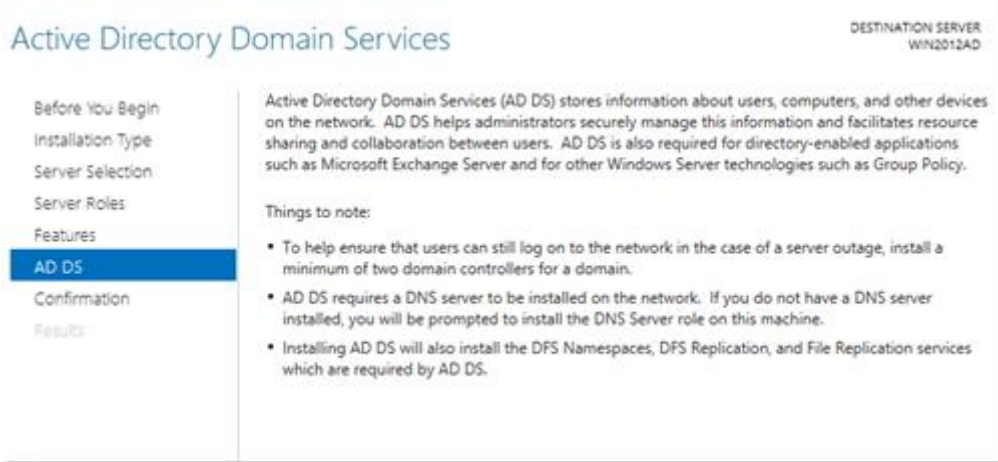 Active Directory Domain Services
DESTINATION SERVER
WIN2012AD
Before You Begin
Installation Type
Server Selection
Server Roles
Features
AD DS
Confirmation
Results
Active Directory Domain Services (AD DS) stores information about users, computers, and other devices
on the network. AD DS helps administrators securely manage this information and facilitates resource
sharing and collaboration between users. AD DS is also required for directory-enabled applications
such as Microsoft Exchange Server and for other Windows Server technologies such as Group Policy.
Things to note:
• To help ensure that users can still log on to the network in the case of a server outage, install a
minimum of two domain controllers for a domain.
• AD DS requires a DNS server to be installed on the network. If you do not have a DNS server
installed, you will be prompted to install the DNS Server role on this machine.
• Installing AD DS will also install the DFS Namespaces, DFS Replication, and File Replication services
which are required by AD DS.